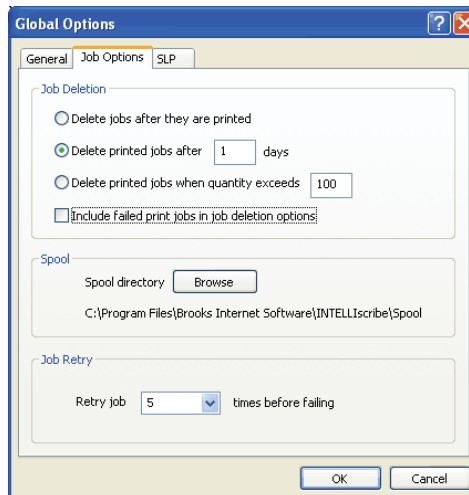 Global Options
General Job Options SLP
Job Deletion
Delete jobs after they are printed
Delete printed jobs after 1 days
Delete printed jobs when quantity exceeds 100
Include failed print jobs in job deletion options
Spool
Spool directory Browse
C:\Program Files\Brooks Internet Software\INTELLIscribe\Spool
Job Retry
Retry job 5 times before failing
OK Cancel